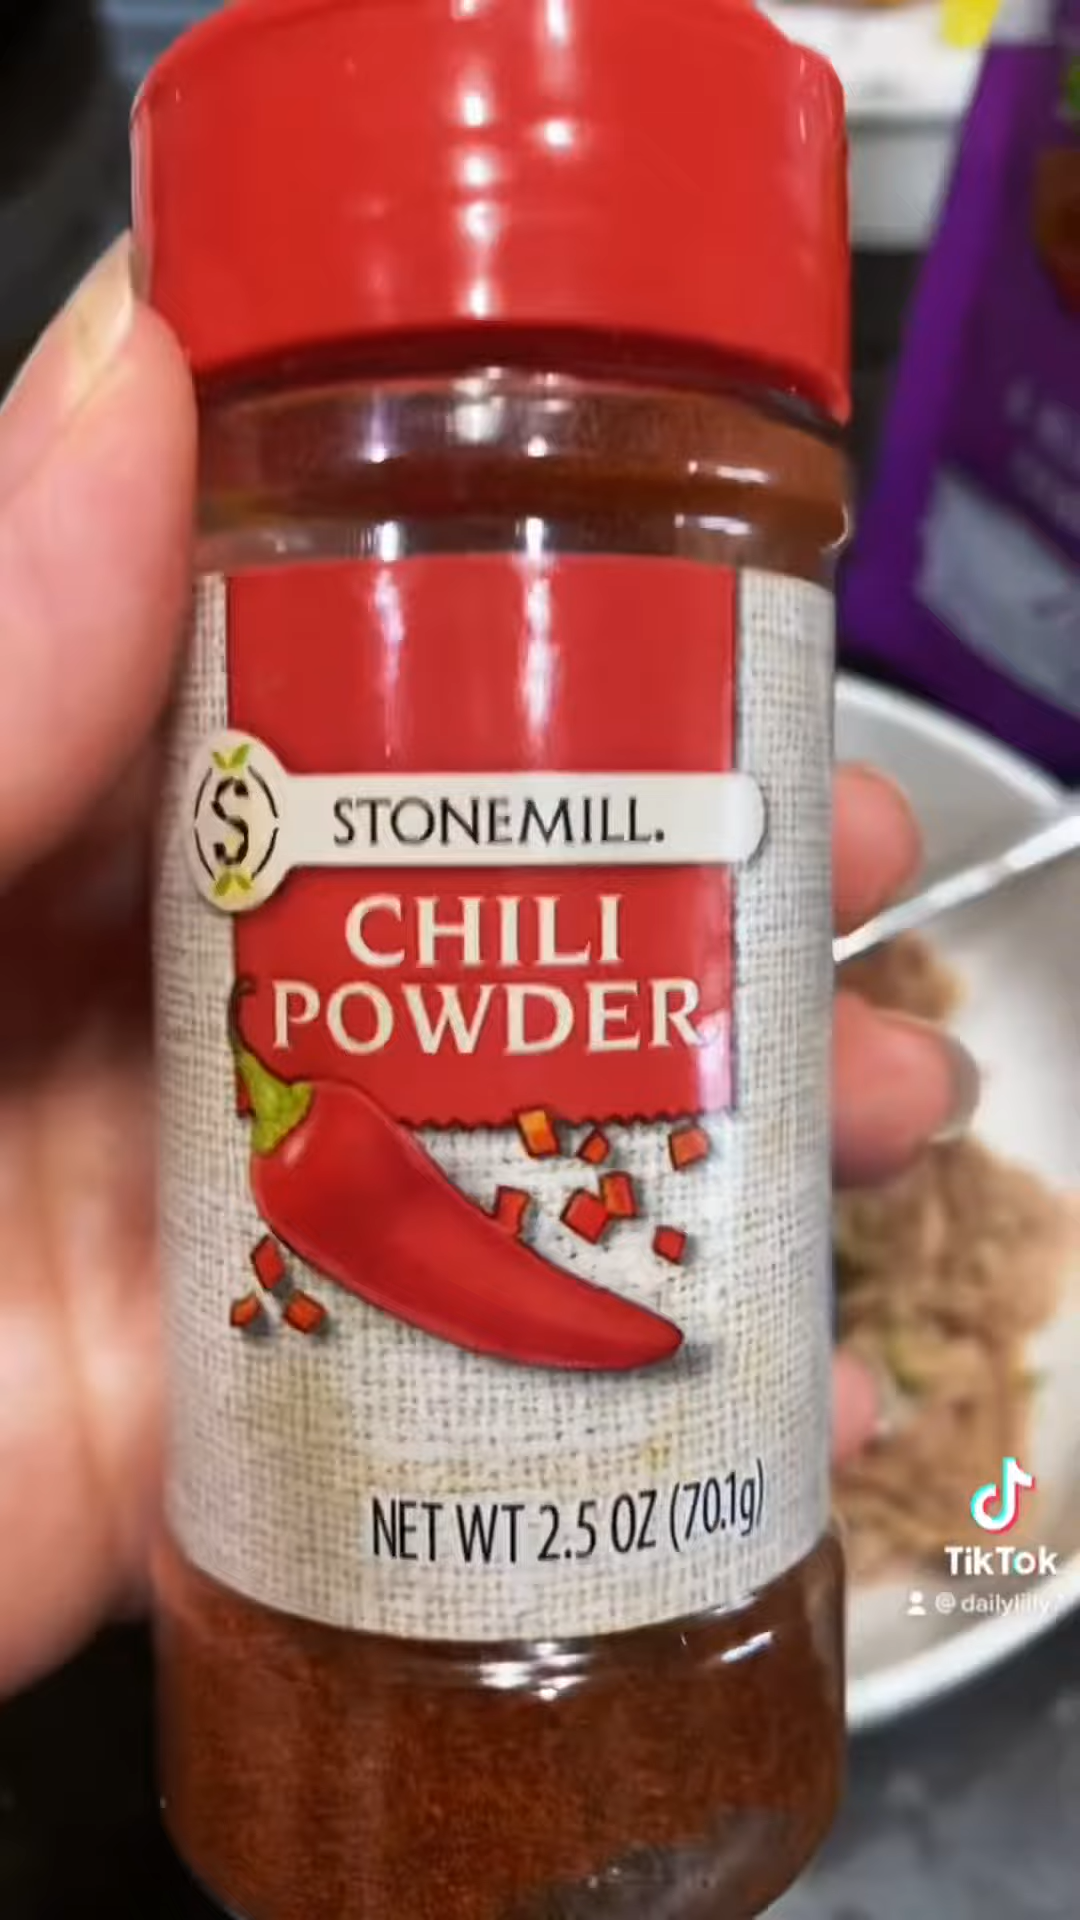 S
STONEMILL.
CHILI
POWDER
NET WT 2.5 OZ (70.1g)
TikTok
@dailylilly